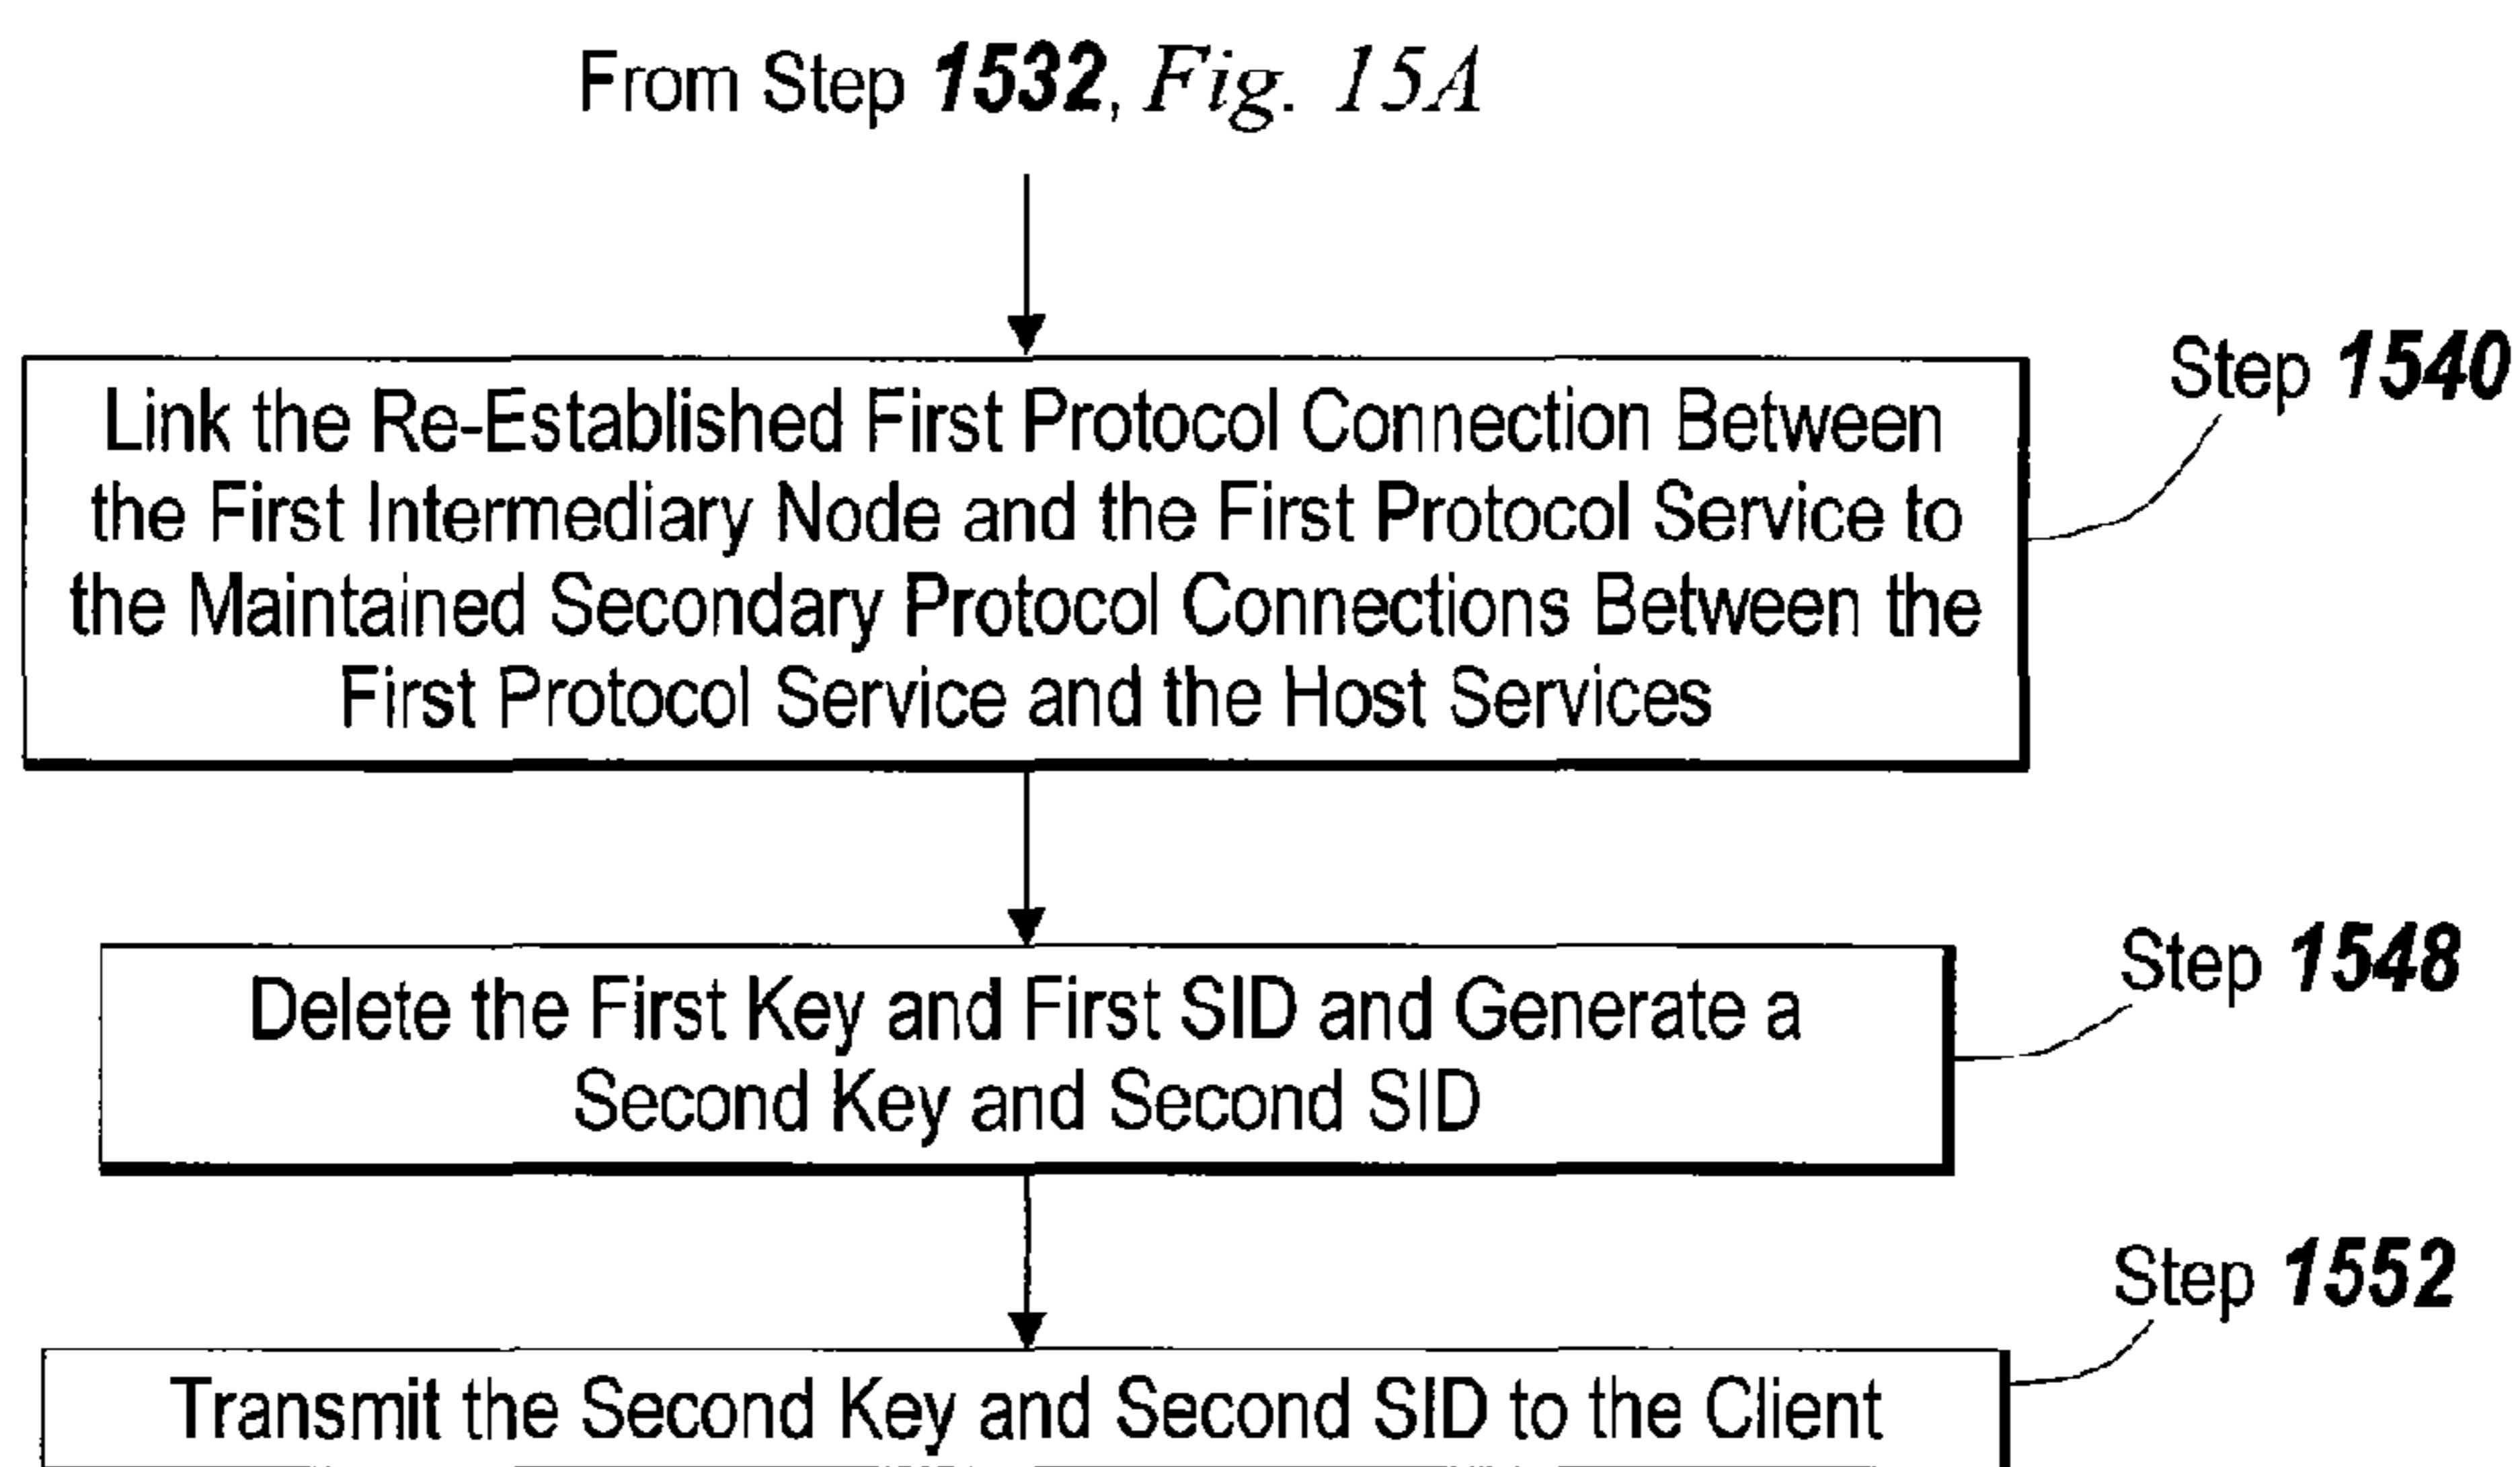 From Step 1532, Fig. 15A
Step 1540
Link the Re-Established First Protocol Connection Between
the First Intermediary Node and the First Protocol Service to
the Maintained Secondary Protocol Connections Between the
First Protocol Service and the Host Services
Step 1548
Delete the First Key and First SID and Generate a
Second Key and Second SID
Step 1552
Transmit the Second Key and Second SID to the Client